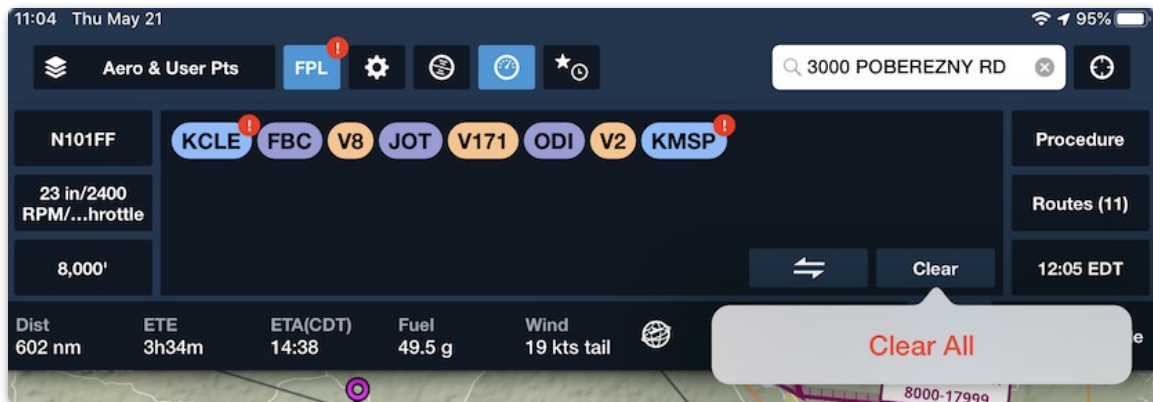 11:04 Thu May 21 95%
Aero & User Pts FPL ! 3000 POBEREZNY RD
N101FF KCLE ! FBC V8 JOT V171 ODI V2 KMSP ! Procedure
23 in/2400
RPM/...hrottle Routes (11)
8,000' Clear 12:05 EDT
Dist ETE ETA(CDT) Fuel Wind
602 nm 3h34m 14:38 49.5 g 19 kts tail e
Clear All
8000-17999